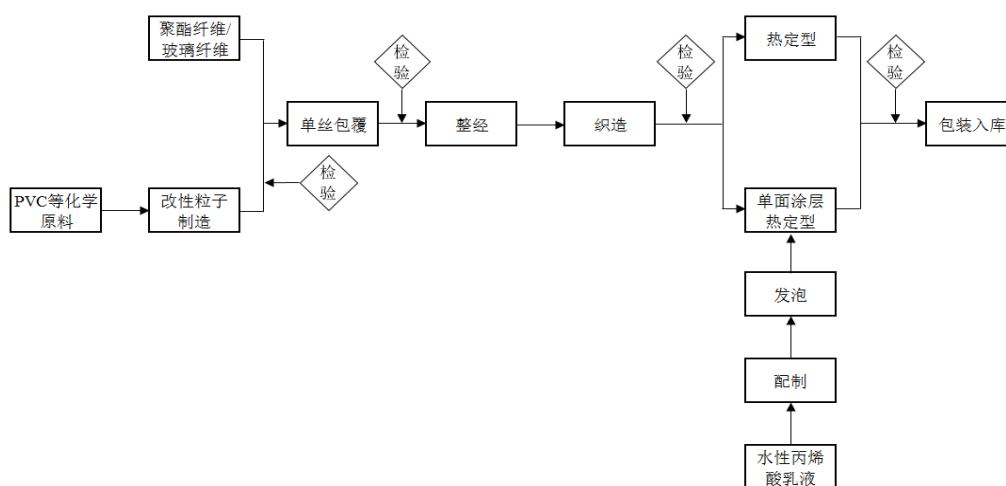 聚酯纤维/
玻璃纤维
检
验
检
验
热定型
检
验
单丝包覆
整经
织造
包装入库
检
验
PVC等化学
原料
改性粒子
制造
单面涂层
热定型
发泡
配制
水性丙烯
酸乳液